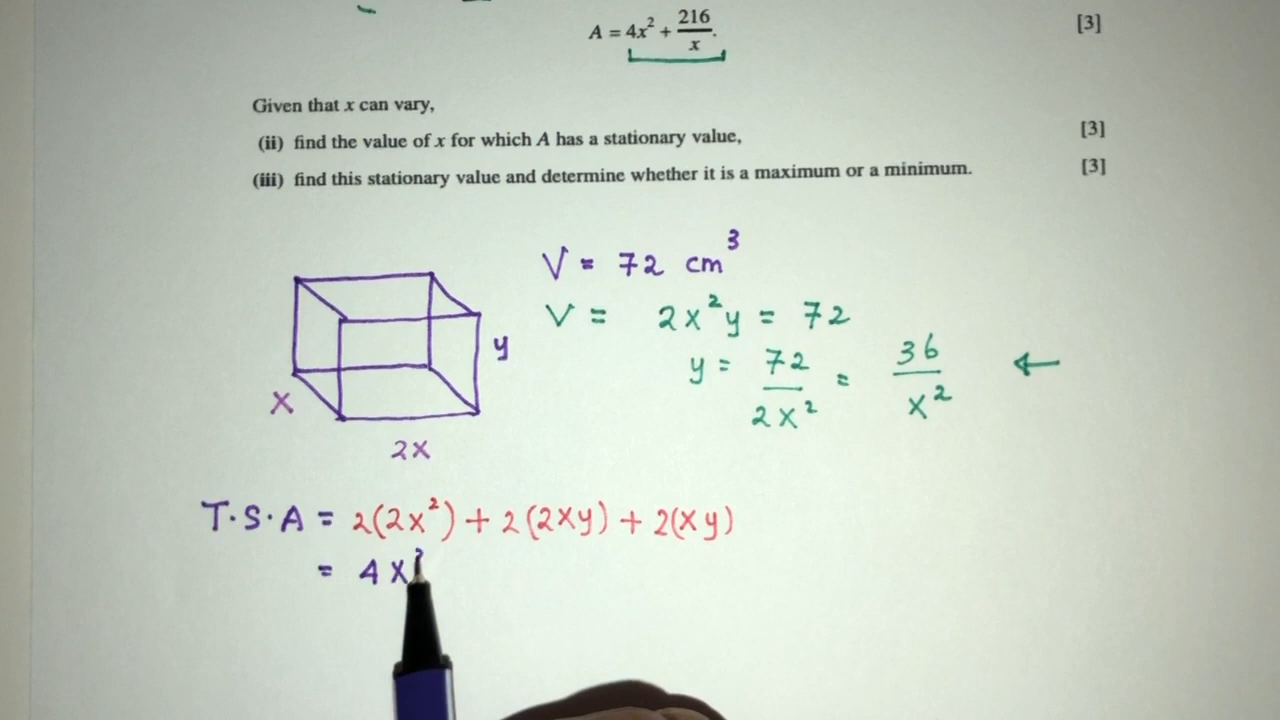 A = 4x² + 216/x. [3]
Given that x can vary,
(ii) find the value of x for which A has a stationary value, [3]
(iii) find this stationary value and determine whether it is a maximum or a minimum. [3]
V = 72 cm³
V = 2x²y = 72
y = 72/2x² = 36/x² ←
y
x
2x
T.S.A = 2(2x²) + 2(2xy) + 2(xy)
= 4x²